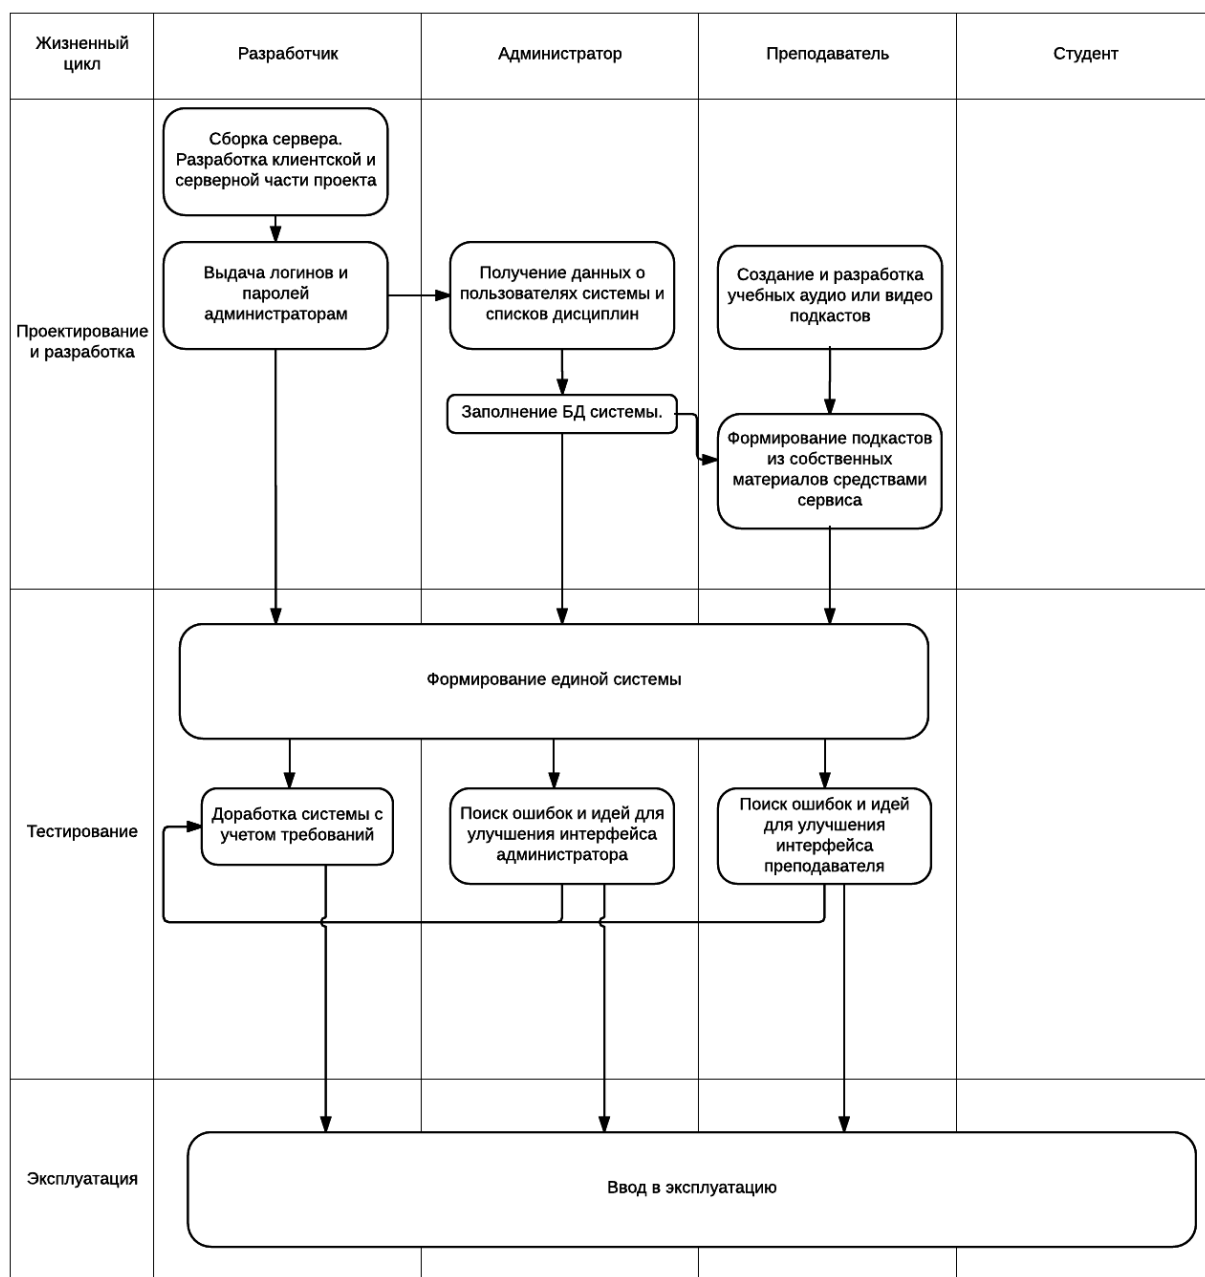 Жизненный
цикл
Разработчик
Администратор
Преподаватель
Студент
Проектирование
и разработка
Сборка сервера.
Разработка клиентской и
серверной части проекта
Выдача логинов и
паролей
администраторам
Получение данных о
пользователях системы и
списков дисциплин
Создание и разработка
учебных аудио или видео
подкастов
Заполнение БД системы.
Формирование подкастов
из собственных
материалов средствами
сервиса
Тестирование
Формирование единой системы
Доработка системы с
учетом требований
Поиск ошибок и идей для
улучшения интерфейса
администратора
Поиск ошибок и идей
для улучшения
интерфейса
преподавателя
Эксплуатация
Ввод в эксплуатацию